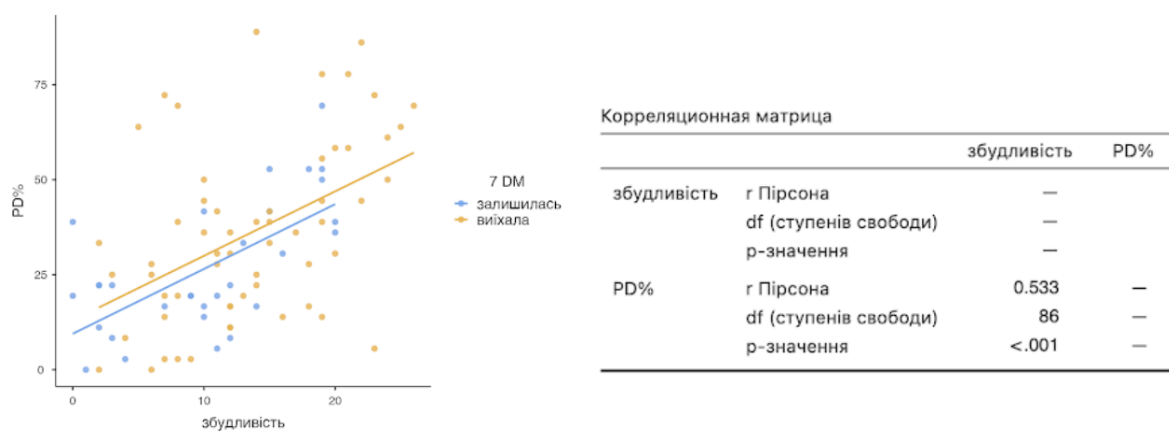 75
50
25
0
PD%
0
10
20
збудливість
7 DM
залишилась
виїхала
Корреляционная матрица
збудливість PD%
збудливість r Пірсона — 
df (ступенів свободи) —
p-значення —
PD% r Пірсона 0.533 —
df (ступенів свободи) 86 —
p-значення <.001 —